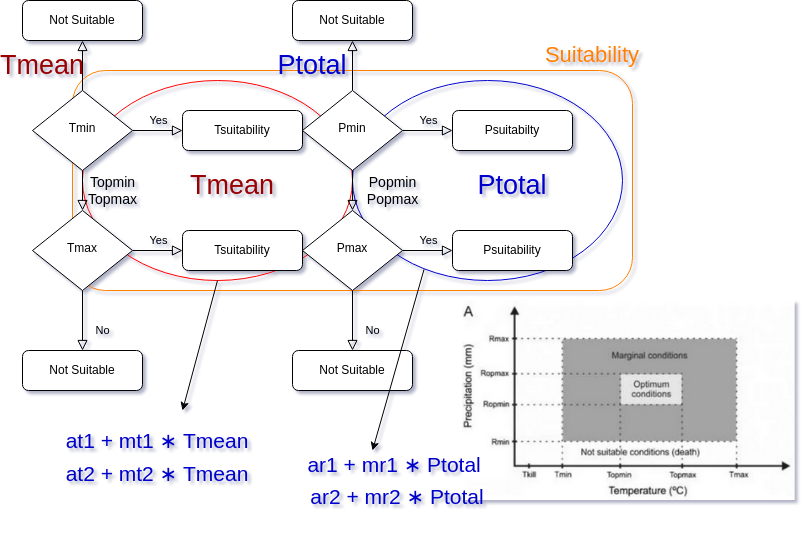 Not Suitable
Not Suitable
Suitability
Tmean
Ptotal
Tmin
Yes
Tsuitability
Pmin
Yes
Psuitabilty
Topmin
Topmax
Tmean
Popmin
Popmax
Ptotal
Tmax
Yes
Tsuitability
Pmax
Yes
Psuitability
No
No
Not Suitable
Not Suitable
at1 + mt1 ∗ Tmean
at2 + mt2 ∗ Tmean
ar1 + mr1 ∗ Ptotal
ar2 + mr2 ∗ Ptotal
A
Precipitation (mm)
Rmax
Ropmax
Ropmin
Rmin
Marginal conditions
Optimum
conditions
Not suitable conditions (death)
Tkill
Tmin
Topmin
Topmax
Tmax
Temperature (ºC)